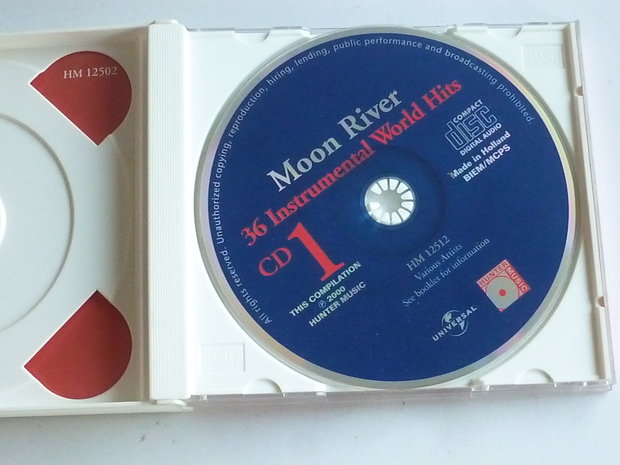 HM 12502
All rights reserved. Unauthorized copying, reproduction, hiring, lending, public performance and broadcasting prohibited.
Moon River
36 Instrumental World Hits
CD 1
COMPACT
disc
DIGITAL AUDIO
Made in Holland
BIEM/MCPS
THIS COMPILATION
℗ 2000
HUNTER MUSIC
HM 12512
Various Artists
See booklet for information
UNIVERSAL
HUNTER
MUSIC